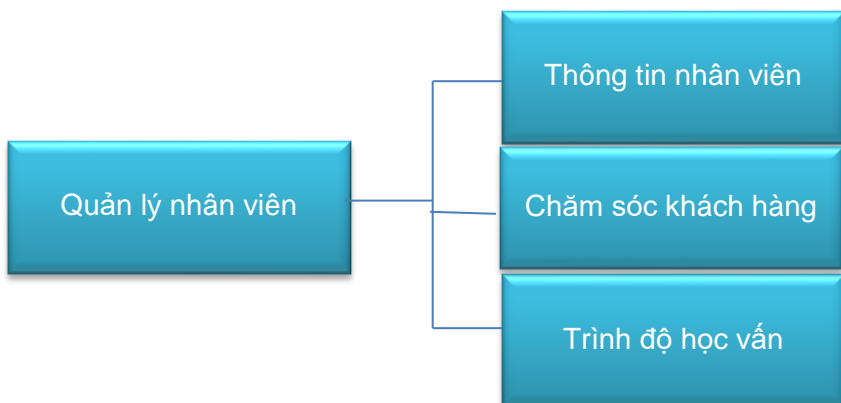 Thông tin nhân viên
Quản lý nhân viên
Chăm sóc khách hàng
Trình độ học vấn